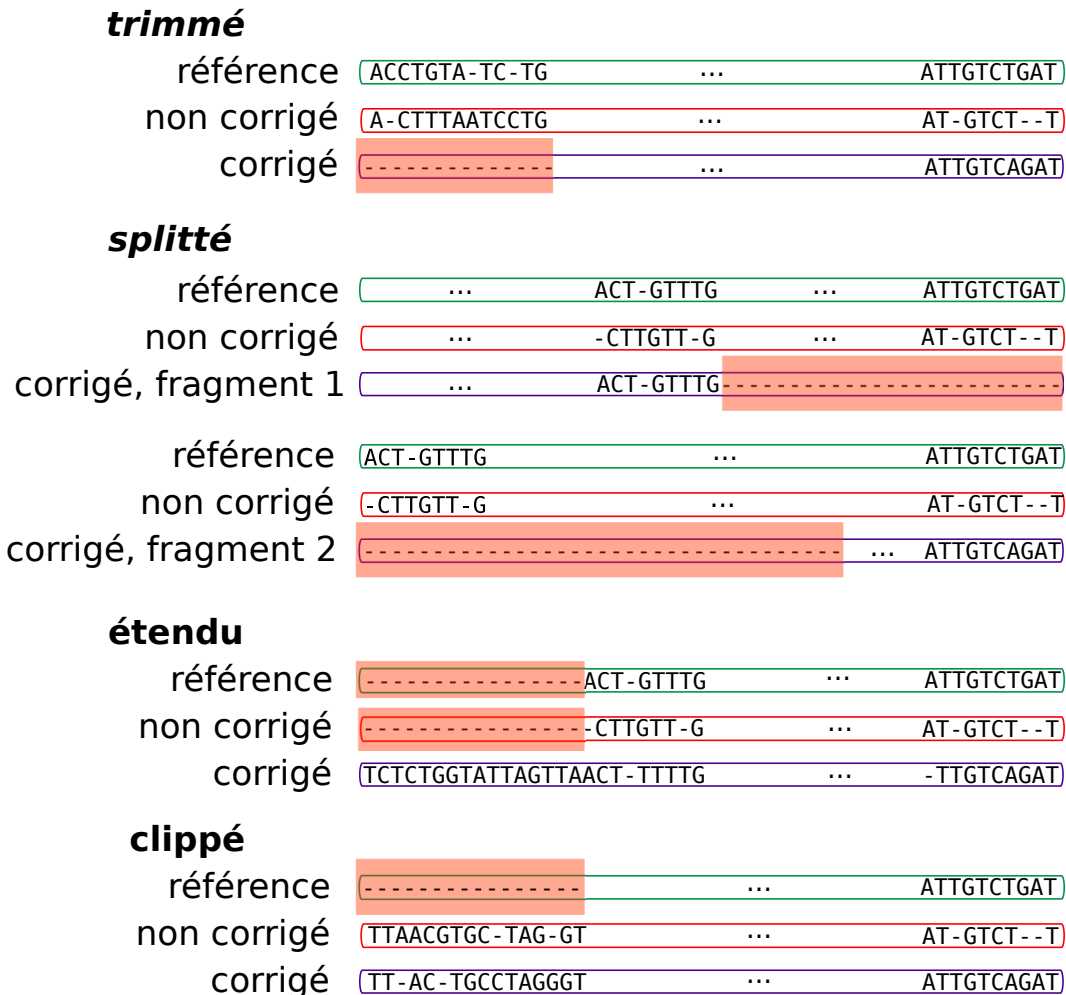 trimmé
référence ACCTGTA-TC-TG ... ATTGTCTGAT
non corrigé A-CTTTAATCCTG ... AT-GTCT--T
corrigé ------------- ... ATTGTCAGAT
splitté
référence ... ACT-GTTTG ... ATTGTCTGAT
non corrigé ... -CTTGTT-G ... AT-GTCT--T
corrigé, fragment 1 ... ACT-GTTTG-------------------------
référence ACT-GTTTG ... ATTGTCTGAT
non corrigé -CTTGTT-G ... AT-GTCT--T
corrigé, fragment 2 ----------------------------------- ... ATTGTCAGAT
étendu
référence ----------------ACT-GTTTG ... ATTGTCTGAT
non corrigé -----------------CTTGTT-G ... AT-GTCT--T
corrigé TCTCTGGTATTAGTTAACT-TTTTG ... -TTGTCAGAT
clippé
référence ---------------- ... ATTGTCTGAT
non corrigé TTAACGTGC-TAG-GT ... AT-GTCT--T
corrigé TT-AC-TGCCTAGGGT ... ATTGTCAGAT